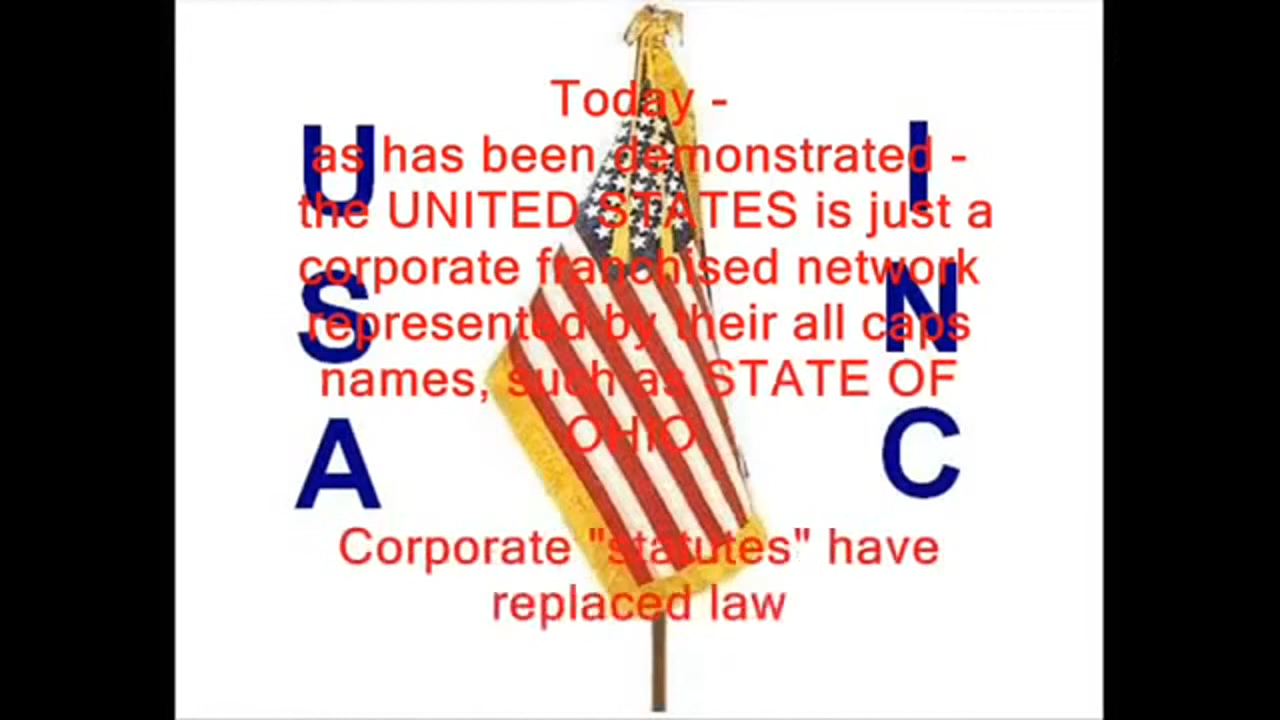 Today -
as has been demonstrated -
the UNITED STATES is just a
corporate franchised network
represented by their all caps
names, such as STATE OF
OHIO
Corporate "statutes" have
replaced law
U
S
A
I
N
C